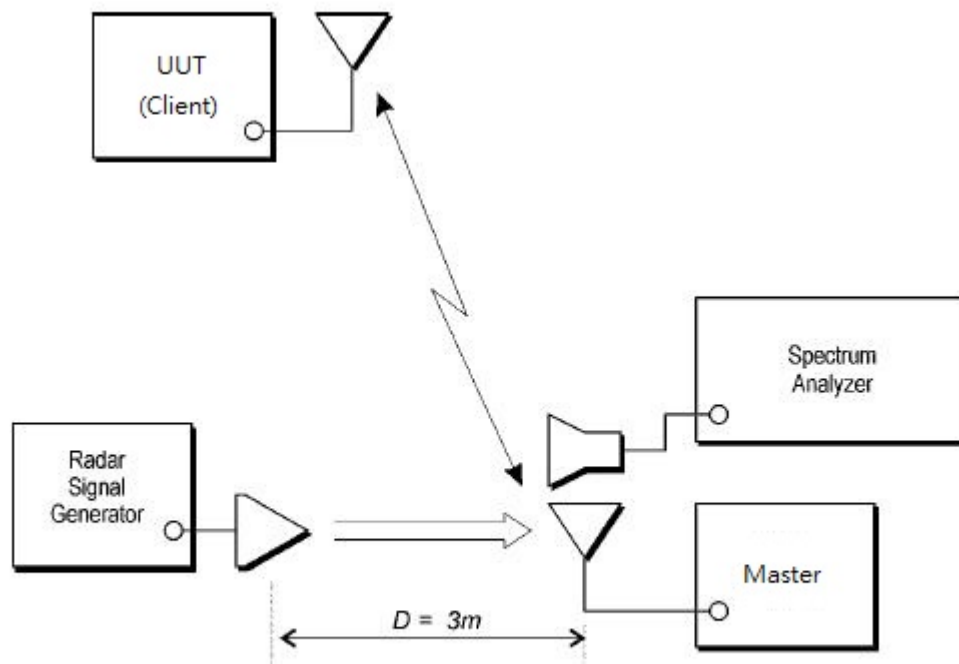 UUT
(Client)
Spectrum
Analyzer
Radar
Signal
Generator
Master
D = 3m